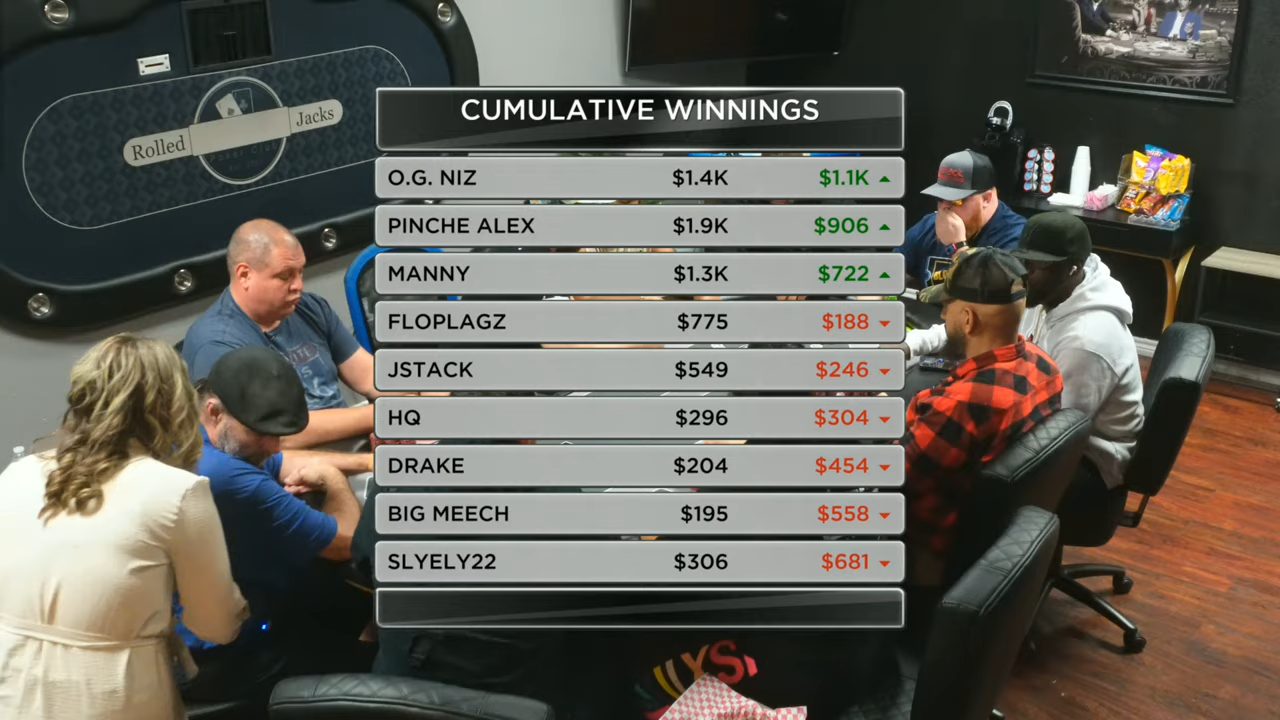 Rolled Jacks
CUMULATIVE WINNINGS
O.G. NIZ $1.4K $1.1K
PINCHE ALEX $1.9K $906
MANNY $1.3K $722
FLOPLAGZ $775 $188
JSTACK $549 $246
HQ $296 $304
DRAKE $204 $454
BIG MEECH $195 $558
SLYELY22 $306 $681